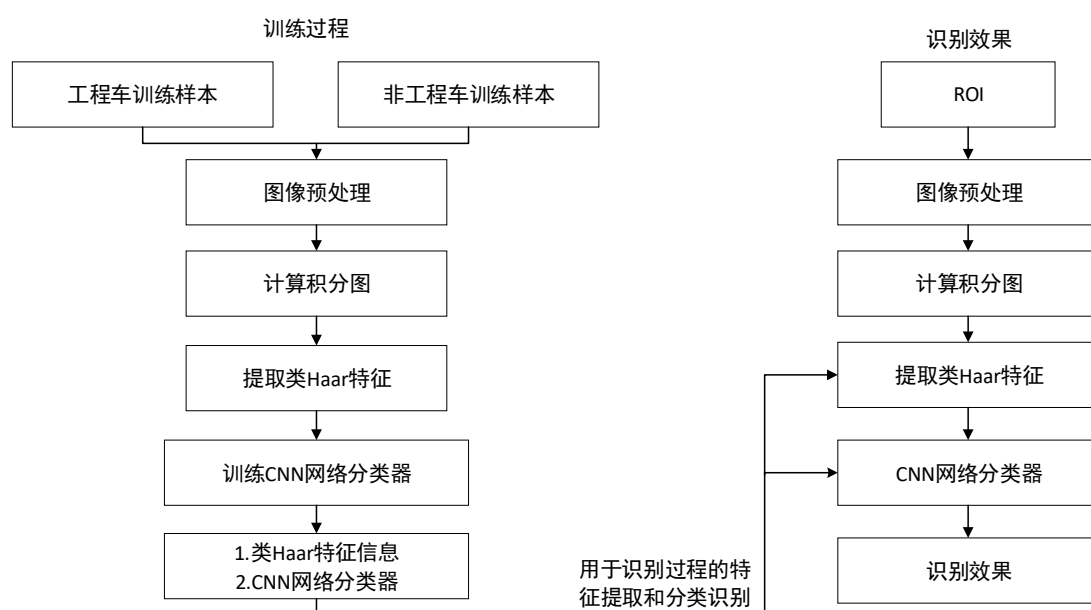 训练过程
工程车训练样本
非工程车训练样本
图像预处理
计算积分图
提取类Haar特征
训练CNN网络分类器
1.类Haar特征信息
2.CNN网络分类器
用于识别过程的特
征提取和分类识别
识别效果
ROI
图像预处理
计算积分图
提取类Haar特征
CNN网络分类器
识别效果